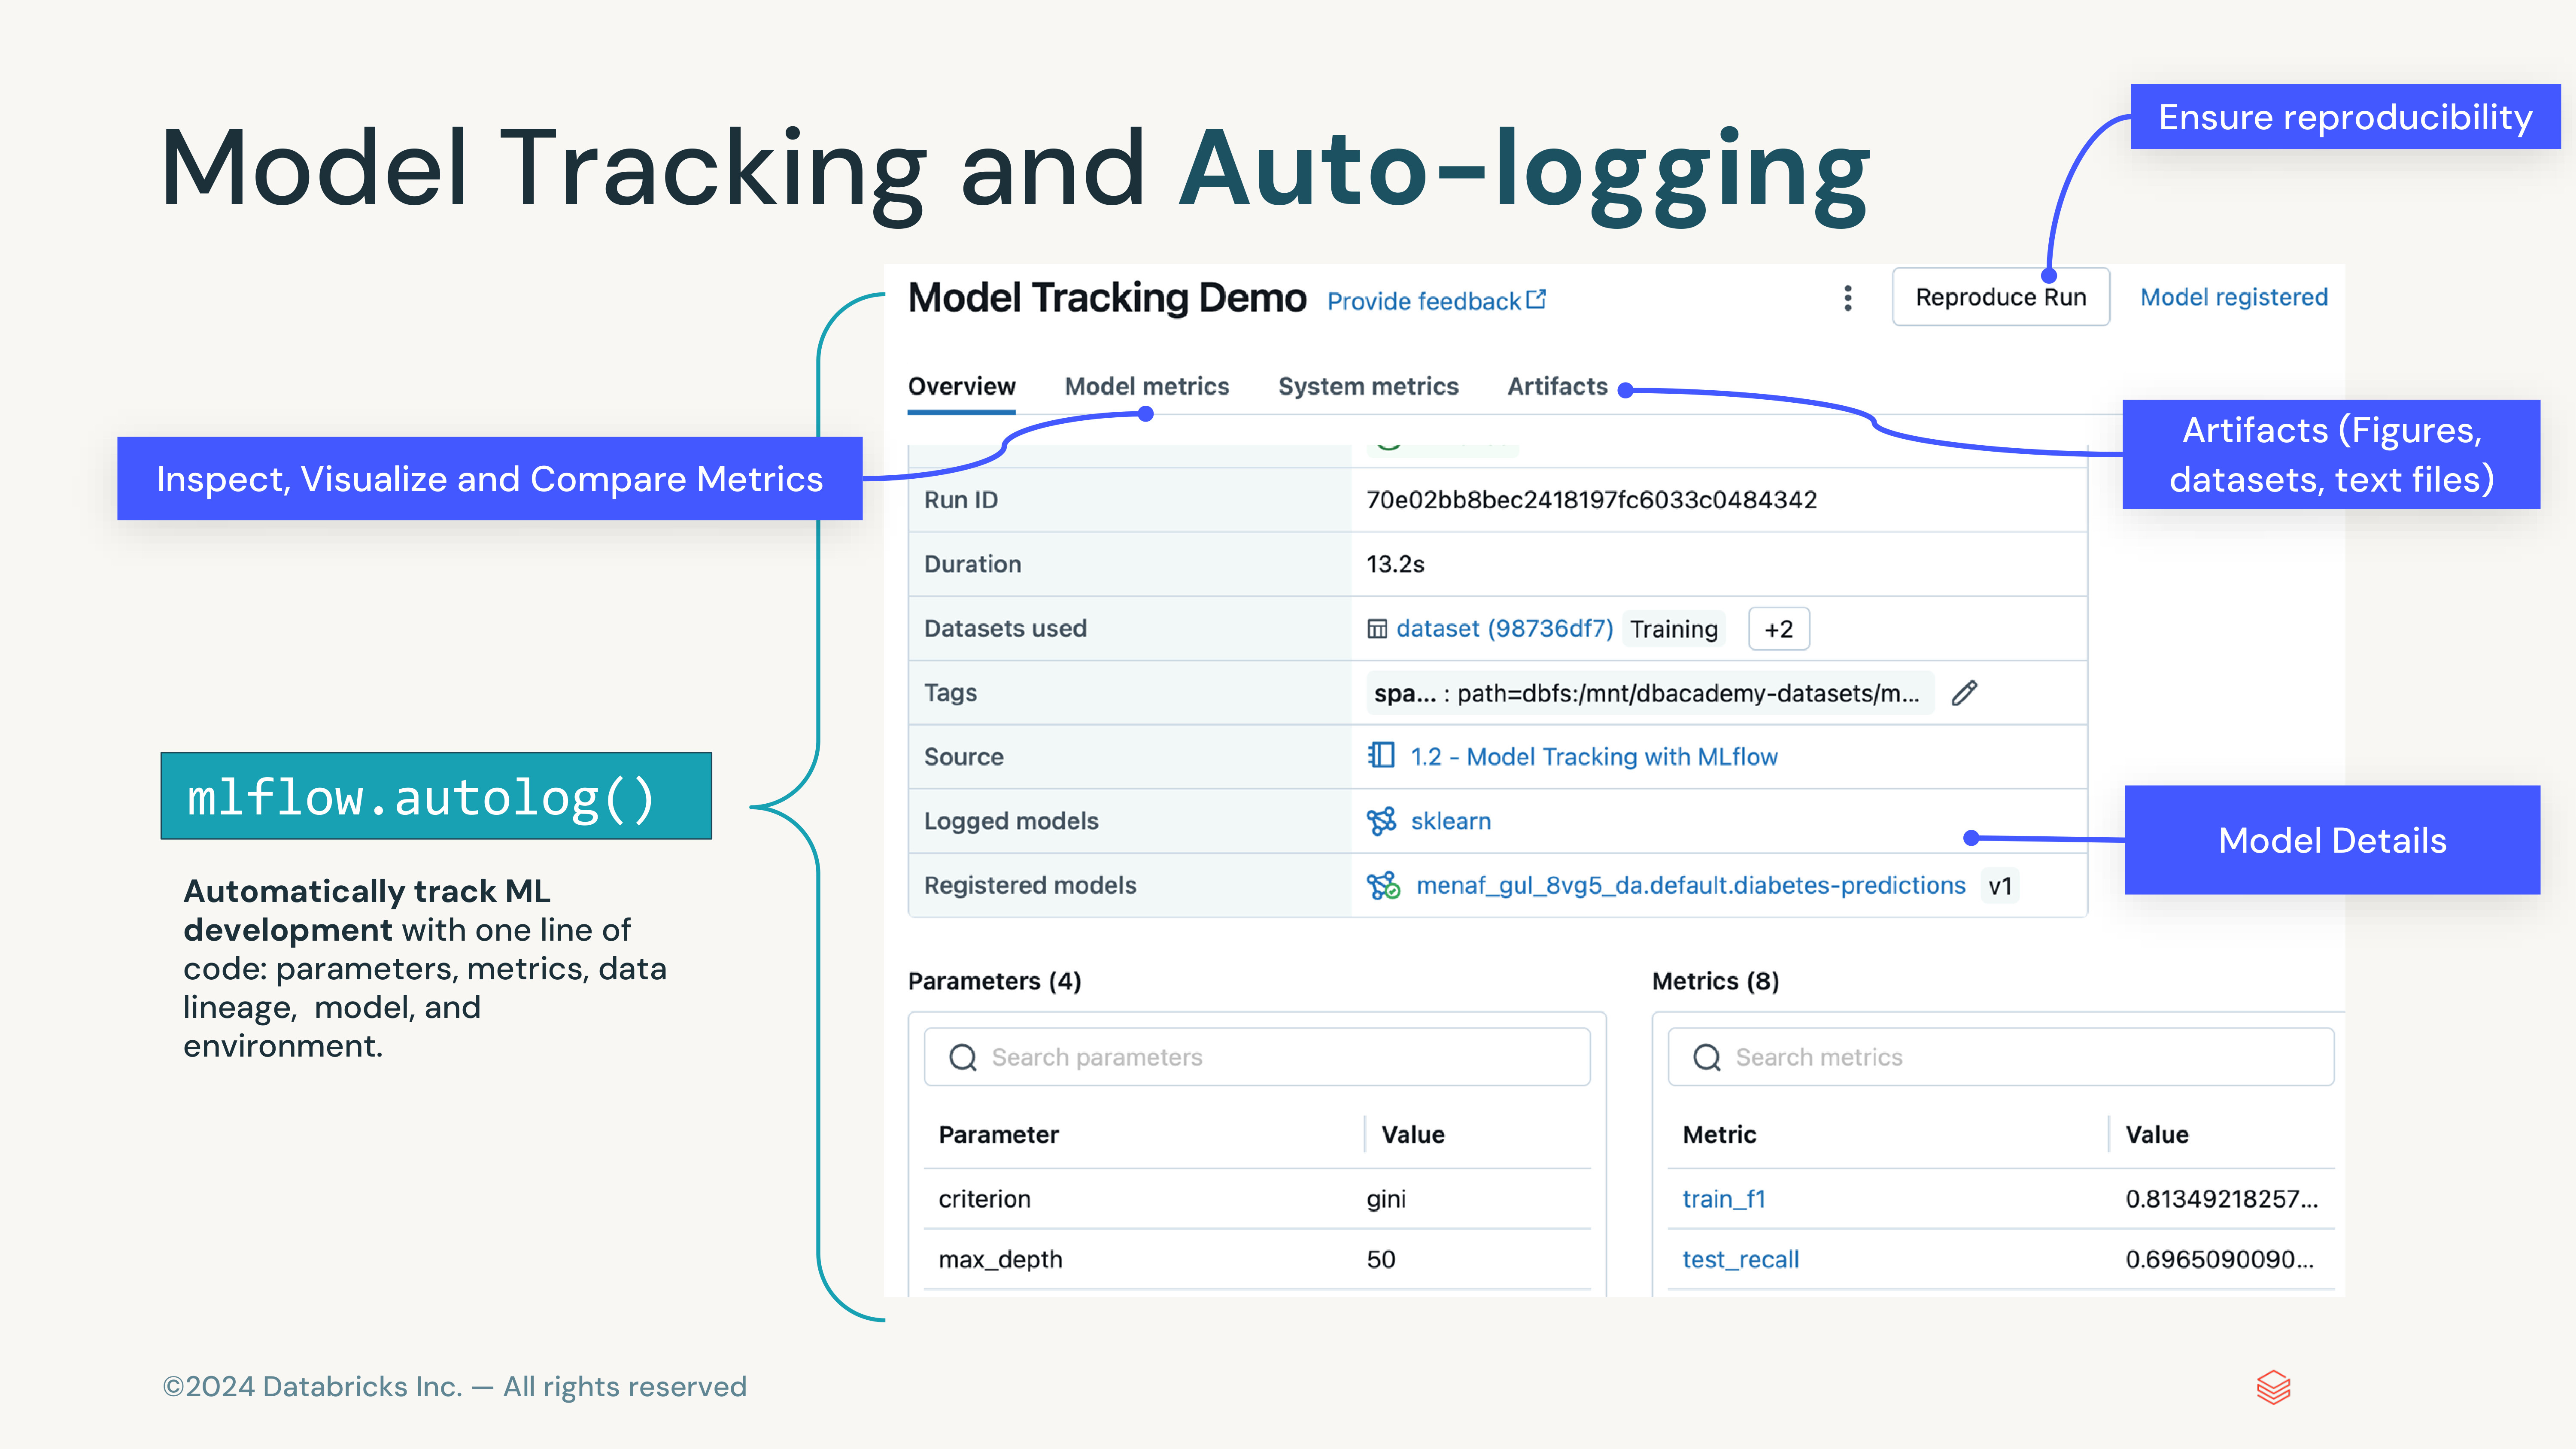 Ensure reproducibility
Model Tracking and Auto-logging
Model Tracking Demo Provide feedback Reproduce Run Model registered
Overview Model metrics System metrics Artifacts
Inspect, Visualize and Compare Metrics
Artifacts (Figures,
datasets, text files)
Run ID 70e02bb8bec2418197fc6033c0484342
Duration 13.2s
Datasets used dataset (98736df7) Training +2
Tags spa... : path=dbfs:/mnt/dbacademy-datasets/m...
Source 1.2 - Model Tracking with MLflow
Logged models sklearn
Registered models menaf_gul_8vg5_da.default.diabetes-predictions v1
Model Details
mlflow.autolog()
Automatically track ML
development with one line of
code: parameters, metrics, data
lineage, model, and
environment.
Parameters (4)
Search parameters
Parameter Value
criterion gini
max_depth 50
Metrics (8)
Search metrics
Metric Value
train_f1 0.81349218257...
test_recall 0.6965090090...
©2024 Databricks Inc. — All rights reserved